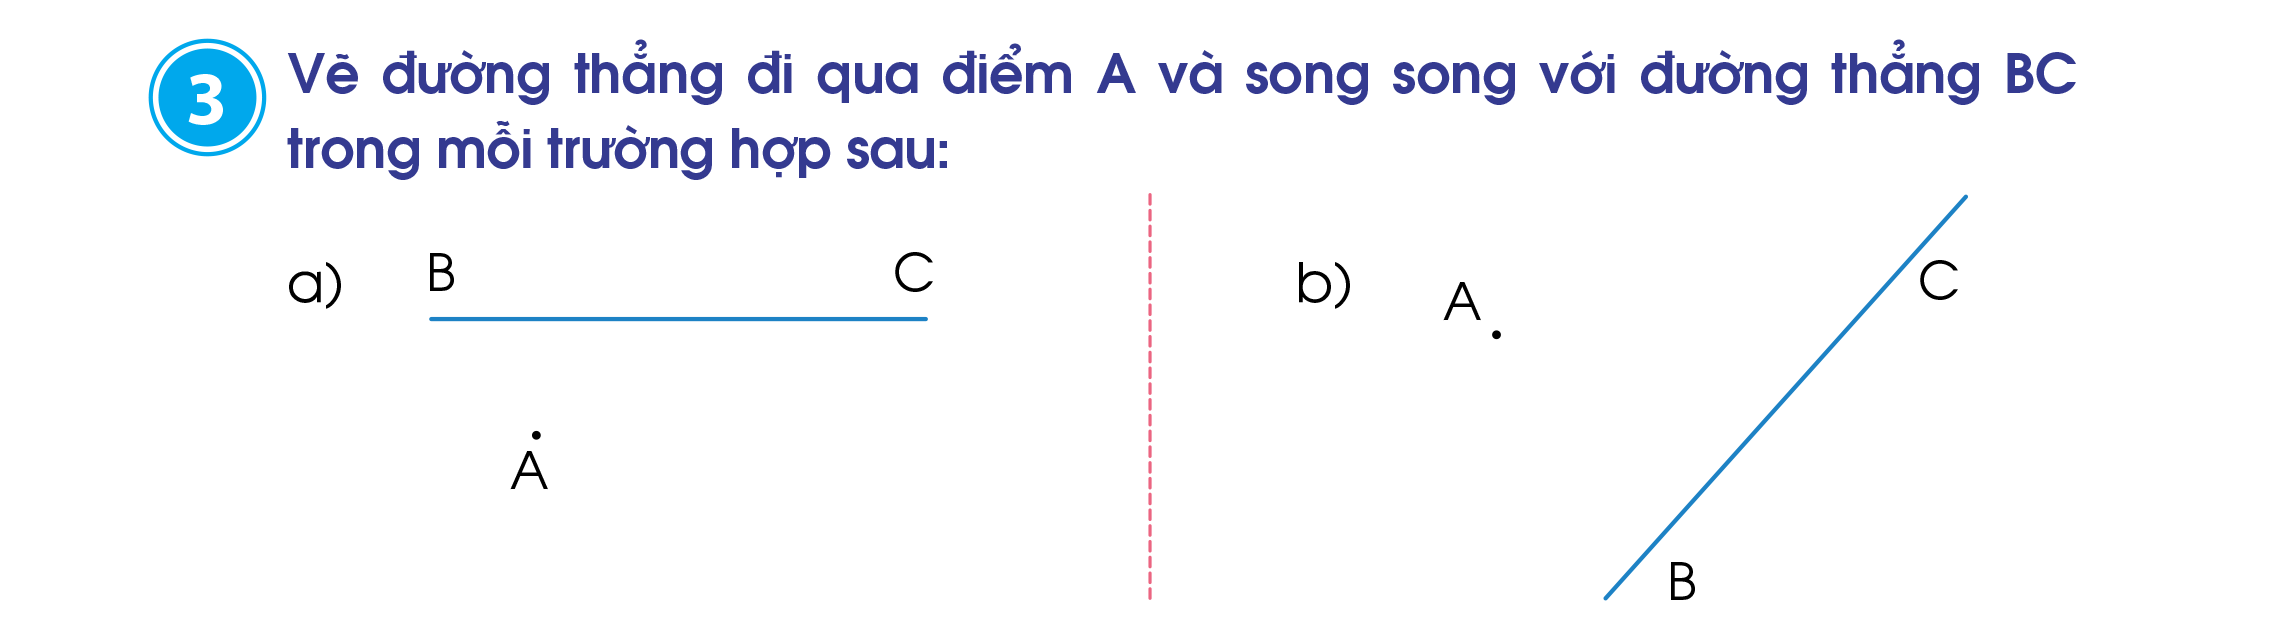 3 Vẽ đường thẳng đi qua điểm A và song song với đường thẳng BC
trong mỗi trường hợp sau:
a) B C
A
b) A C
B